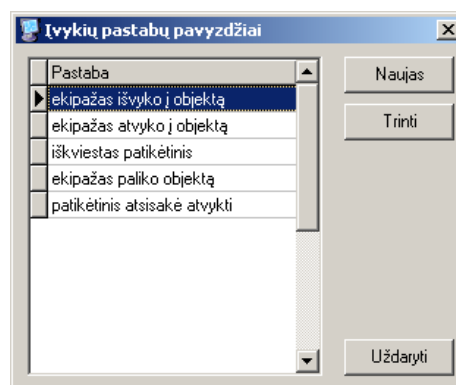 Įvykių pastabų pavyzdžiai
Pastaba
ekipažas išvyko į objektą
ekipažas atvyko į objektą
iškviestas patikėtinis
ekipažas paliko objektą
patikėtinis atsisakė atvykti
Naujas
Trinti
Uždaryti